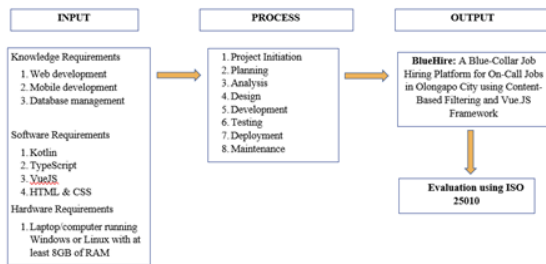 INPUT
Knowledge Requirements
1. Web development
2. Mobile development
3. Database management
Software Requirements
1. Kotlin
2. TypeScript
3. VueJS
4. HTML & CSS
Hardware Requirements
1. Laptop/computer running
Windows or Linux with at
least 8GB of RAM
PROCESS
1. Project Initiation
2. Planning
3. Analysis
4. Design
5. Development
6. Testing
7. Deployment
8. Maintenance
OUTPUT
BlueHire: A Blue-Collar Job
Hiring Platform for On-Call Jobs
in Olongapo City using Content-
Based Filtering and Vue.JS
Framework
Evaluation using ISO
25010